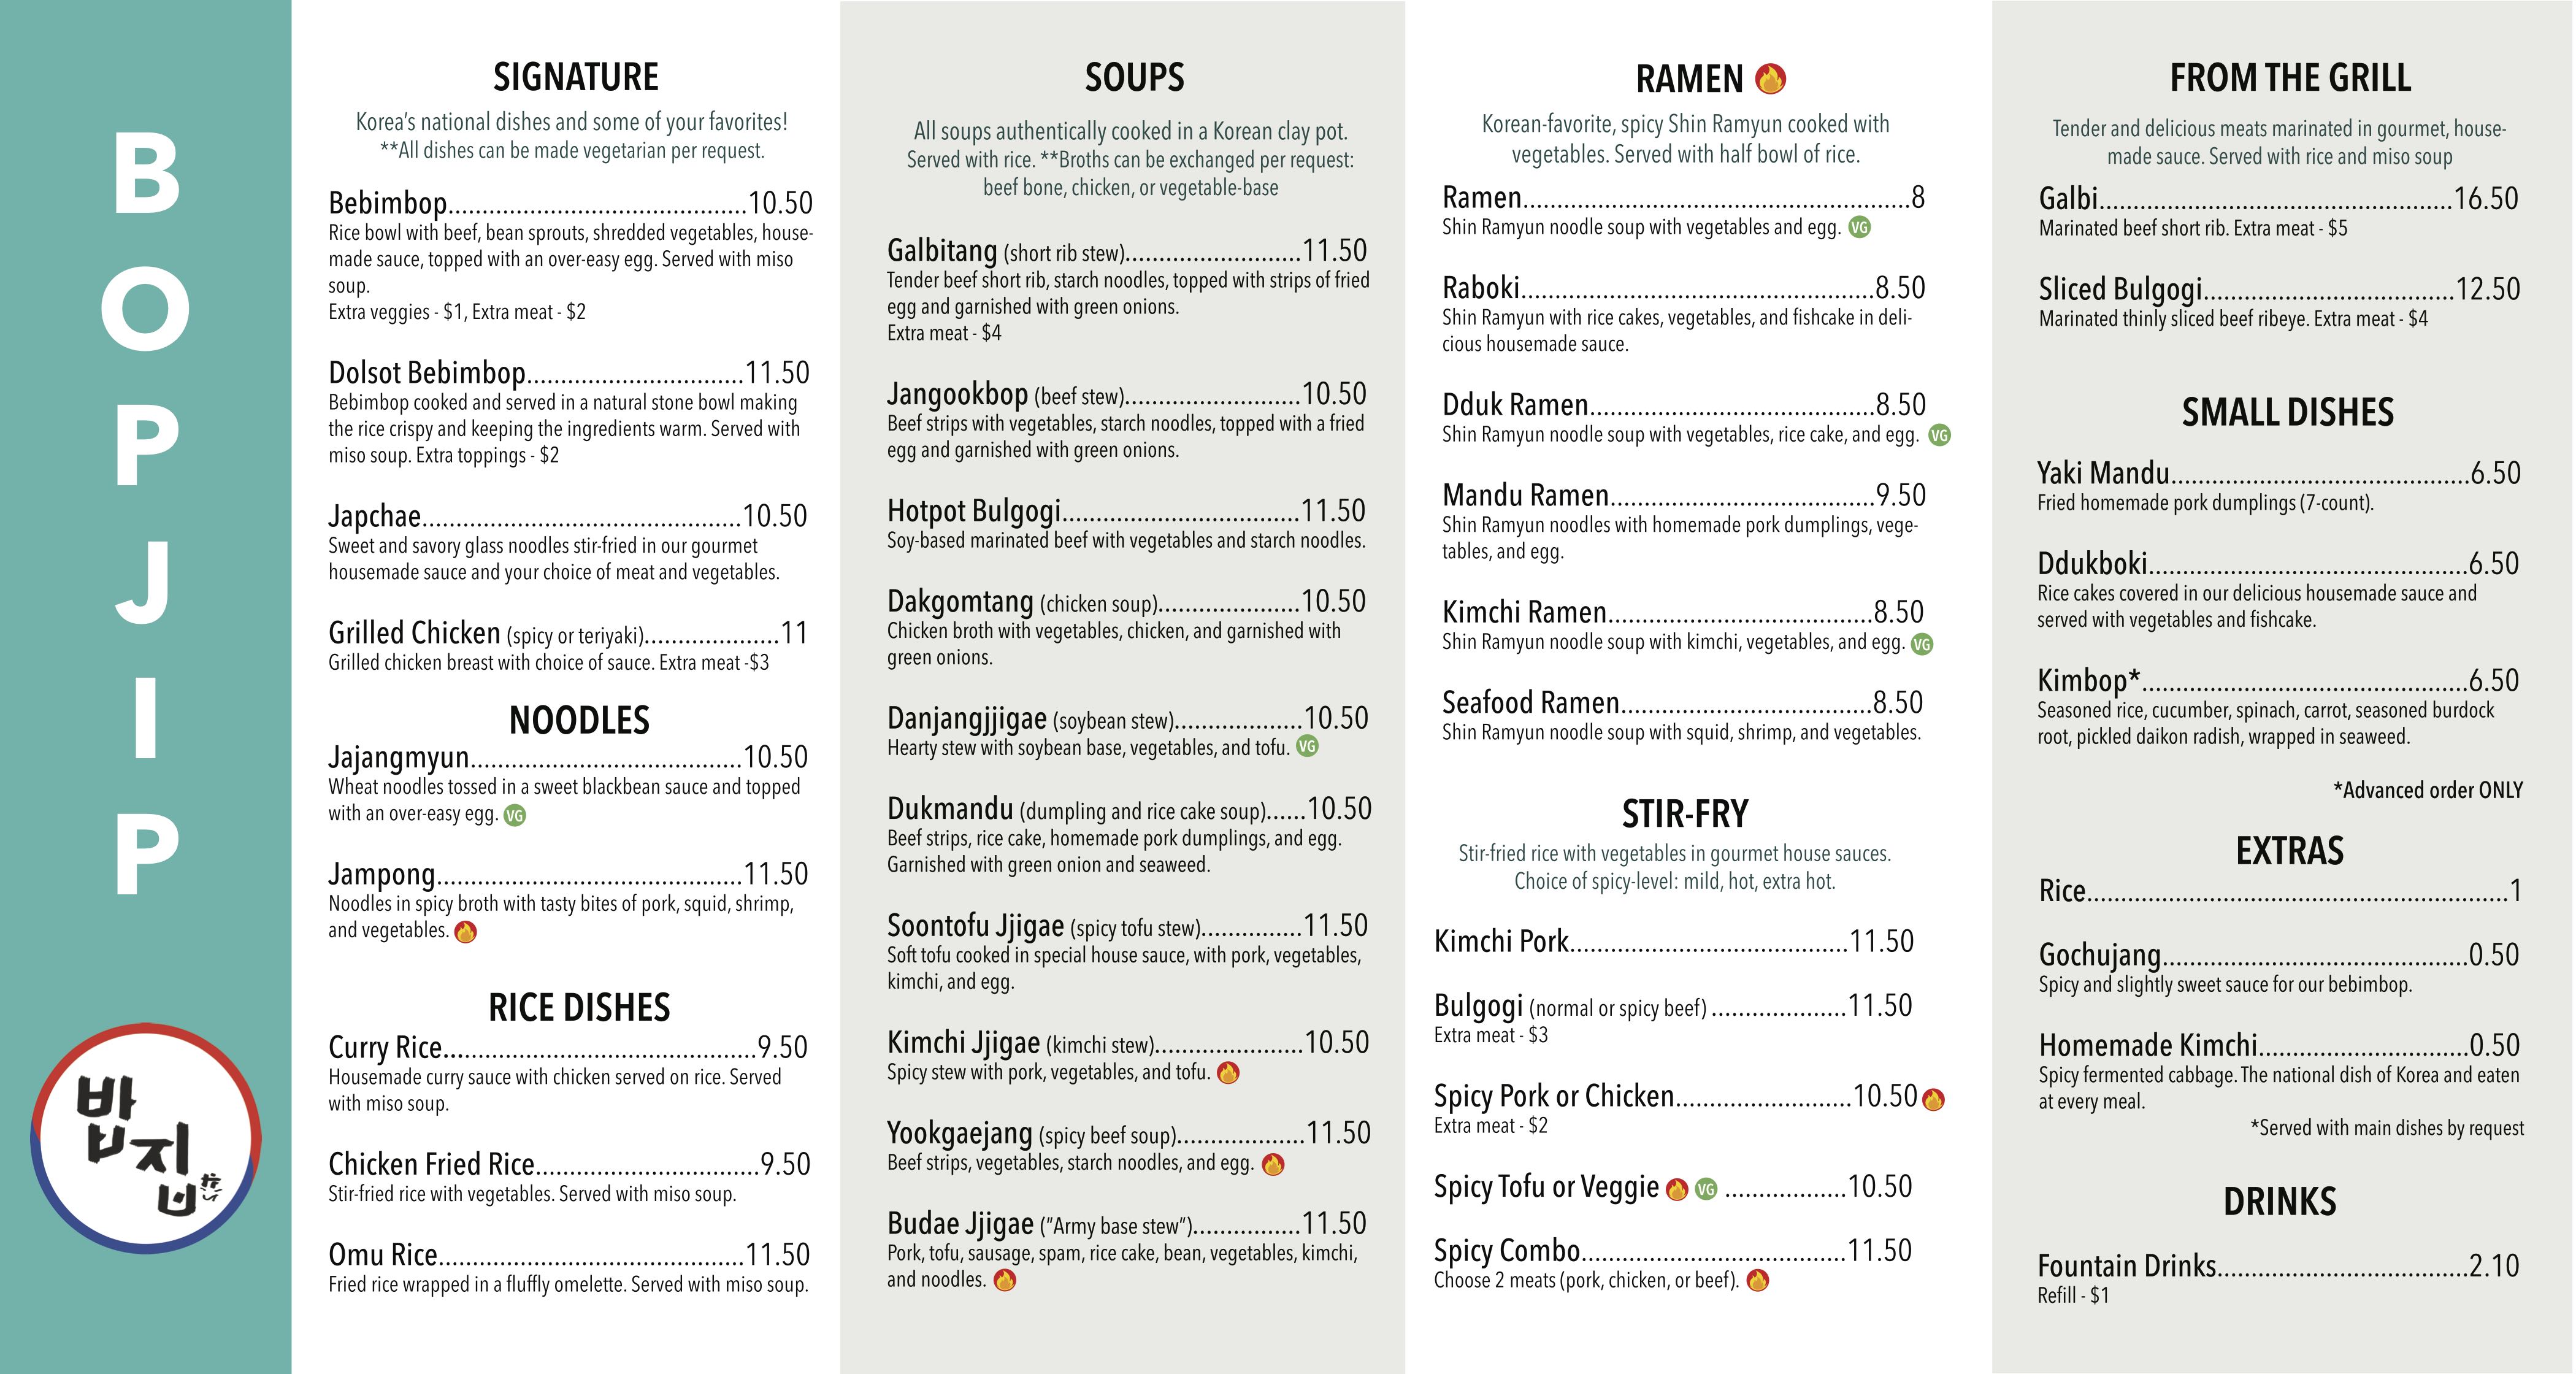 BOPJIP
밥집
SIGNATURE
Korea's national dishes and some of your favorites!
**All dishes can be made vegetarian per request.
Bebimbop............................................10.50
Rice bowl with beef, bean sprouts, shredded vegetables, house-
made sauce, topped with an over-easy egg. Served with miso
soup.
Extra veggies - $1, Extra meat - $2
Dolsot Bebimbop................................11.50
Bebimbop cooked and served in a natural stone bowl making
the rice crispy and keeping the ingredients warm. Served with
miso soup. Extra toppings - $2
Japchae...............................................10.50
Sweet and savory glass noodles stir-fried in our gourmet
housemade sauce and your choice of meat and vegetables.
Grilled Chicken (spicy or teriyaki)....................11
Grilled chicken breast with choice of sauce. Extra meat -$3
NOODLES
Jajangmyun........................................10.50
Wheat noodles tossed in a sweet blackbean sauce and topped
with an over-easy egg. VG
Jampong.............................................11.50
Noodles in spicy broth with tasty bites of pork, squid, shrimp,
and vegetables.
RICE DISHES
Curry Rice..............................................9.50
Housemade curry sauce with chicken served on rice. Served
with miso soup.
Chicken Fried Rice.................................9.50
Stir-fried rice with vegetables. Served with miso soup.
Omu Rice.............................................11.50
Fried rice wrapped in a fluffly omelette. Served with miso soup.
SOUPS
All soups authentically cooked in a Korean clay pot.
Served with rice. **Broths can be exchanged per request:
beef bone, chicken, or vegetable-base
Galbitang (short rib stew)..........................11.50
Tender beef short rib, starch noodles, topped with strips of fried
egg and garnished with green onions.
Extra meat - $4
Jangookbop (beef stew)..........................10.50
Beef strips with vegetables, starch noodles, topped with a fried
egg and garnished with green onions.
Hotpot Bulgogi...................................11.50
Soy-based marinated beef with vegetables and starch noodles.
Dakgomtang (chicken soup).....................10.50
Chicken broth with vegetables, chicken, and garnished with
green onions.
Danjangjjigae (soybean stew)...................10.50
Hearty stew with soybean base, vegetables, and tofu. VG
Dukmandu (dumpling and rice cake soup)......10.50
Beef strips, rice cake, homemade pork dumplings, and egg.
Garnished with green onion and seaweed.
Soontofu Jjigae (spicy tofu stew)...............11.50
Soft tofu cooked in special house sauce, with pork, vegetables,
kimchi, and egg.
Kimchi Jjigae (kimchi stew)......................10.50
Spicy stew with pork, vegetables, and tofu.
Yookgaejang (spicy beef soup)...................11.50
Beef strips, vegetables, starch noodles, and egg.
Budae Jjigae ("Army base stew")................11.50
Pork, tofu, sausage, spam, rice cake, bean, vegetables, kimchi,
and noodles.
RAMEN
Korean-favorite, spicy Shin Ramyun cooked with
vegetables. Served with half bowl of rice.
Ramen.........................................................8
Shin Ramyun noodle soup with vegetables and egg. VG
Raboki....................................................8.50
Shin Ramyun with rice cakes, vegetables, and fishcake in deli-
cious housemade sauce.
Dduk Ramen..........................................8.50
Shin Ramyun noodle soup with vegetables, rice cake, and egg. VG
Mandu Ramen.......................................9.50
Shin Ramyun noodles with homemade pork dumplings, vege-
tables, and egg.
Kimchi Ramen.......................................8.50
Shin Ramyun noodle soup with kimchi, vegetables, and egg. VG
Seafood Ramen.....................................8.50
Shin Ramyun noodle soup with squid, shrimp, and vegetables.
STIR-FRY
Stir-fried rice with vegetables in gourmet house sauces.
Choice of spicy-level: mild, hot, extra hot.
Kimchi Pork.........................................11.50
Bulgogi (normal or spicy beef) ....................11.50
Extra meat - $3
Spicy Pork or Chicken..........................10.50
Extra meat - $2
Spicy Tofu or Veggie VG ..................10.50
Spicy Combo.......................................11.50
Choose 2 meats (pork, chicken, or beef).
FROM THE GRILL
Tender and delicious meats marinated in gourmet, house-
made sauce. Served with rice and miso soup
Galbi....................................................16.50
Marinated beef short rib. Extra meat - $5
Sliced Bulgogi.....................................12.50
Marinated thinly sliced beef ribeye. Extra meat - $4
SMALL DISHES
Yaki Mandu............................................6.50
Fried homemade pork dumplings (7-count).
Ddukboki...............................................6.50
Rice cakes covered in our delicious housemade sauce and
served with vegetables and fishcake.
Kimbop*................................................6.50
Seasoned rice, cucumber, spinach, carrot, seasoned burdock
root, pickled daikon radish, wrapped in seaweed.
*Advanced order ONLY
EXTRAS
Rice..............................................................1
Gochujang.............................................0.50
Spicy and slightly sweet sauce for our bebimbop.
Homemade Kimchi...............................0.50
Spicy fermented cabbage. The national dish of Korea and eaten
at every meal.
*Served with main dishes by request
DRINKS
Fountain Drinks.....................................2.10
Refill - $1